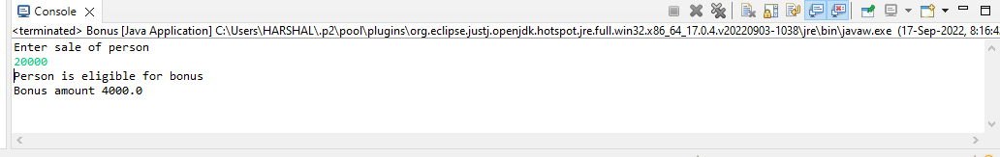 Console
<terminated> Bonus [Java Application] C:\Users\HARSHAL\.p2\pool\plugins\org.eclipse.justj.openjdk.hotspot.jre.full.win32.x86_64_17.0.4.v20220903-1038\jre\bin\javaw.exe (17-Sep-2022, 8:16:4
Enter sale of person
20000
Person is eligible for bonus
Bonus amount 4000.0